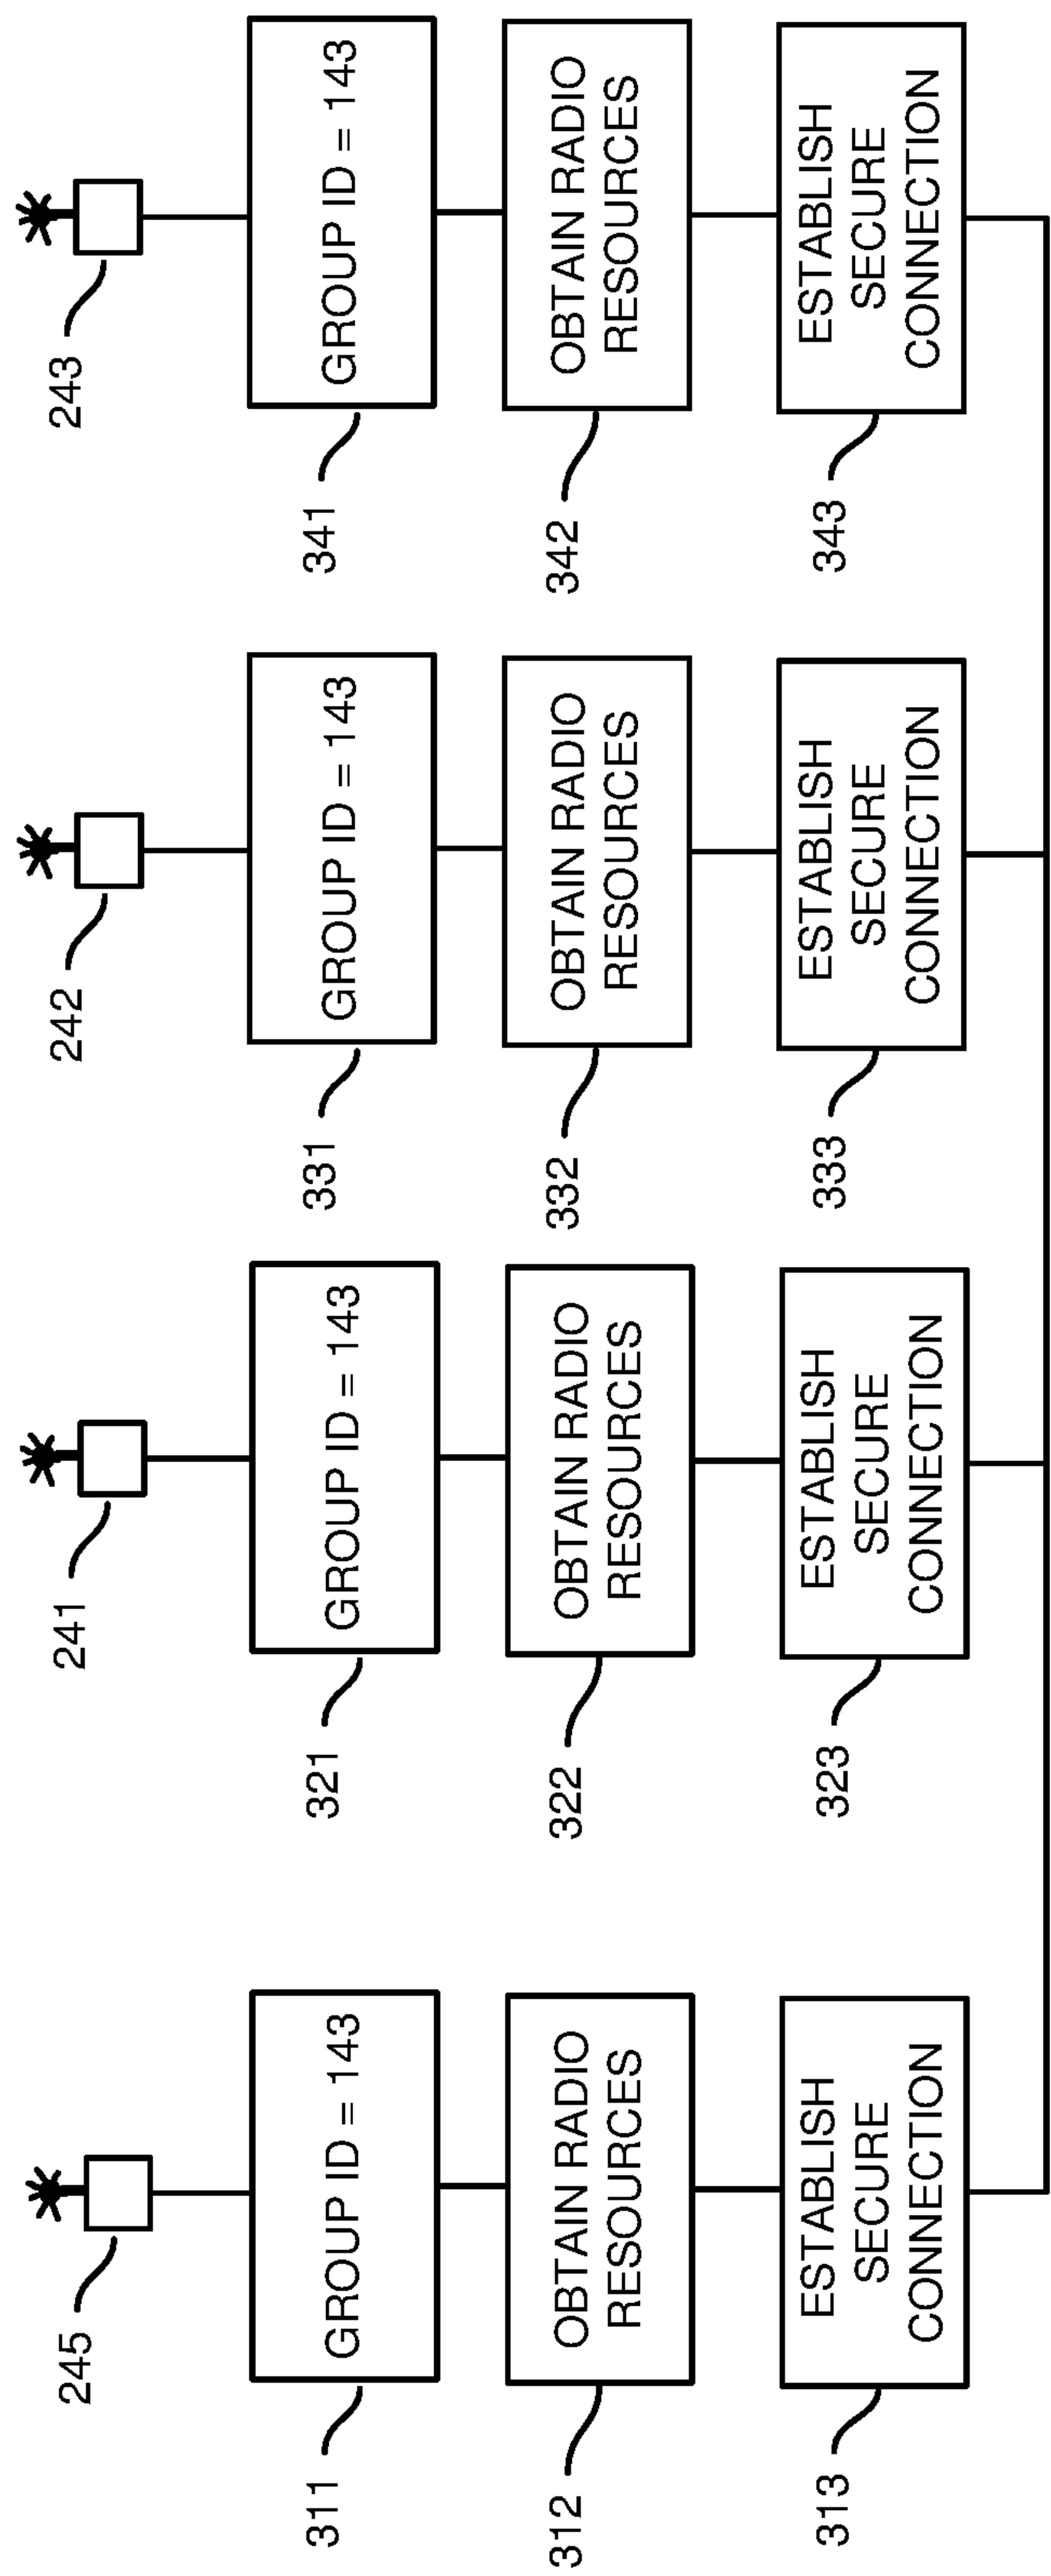 245
241
242
243
GROUP ID = 143
GROUP ID = 143
GROUP ID = 143
GROUP ID = 143
311
321
331
341
OBTAIN RADIO
RESOURCES
OBTAIN RADIO
RESOURCES
OBTAIN RADIO
RESOURCES
OBTAIN RADIO
RESOURCES
312
322
332
342
ESTABLISH
SECURE
CONNECTION
ESTABLISH
SECURE
CONNECTION
ESTABLISH
SECURE
CONNECTION
ESTABLISH
SECURE
CONNECTION
313
323
333
343